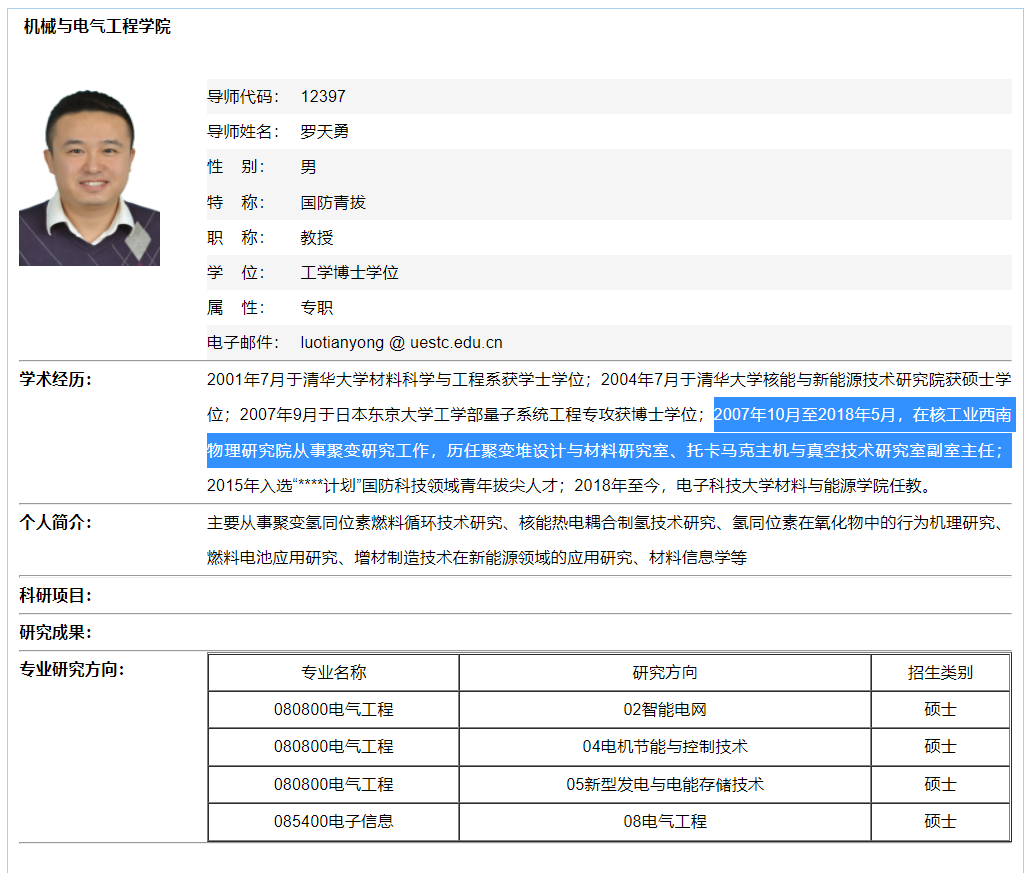 机械与电气工程学院
导师代码： 12397
导师姓名： 罗天勇
性 别： 男
特 称： 国防青拔
职 称： 教授
学 位： 工学博士学位
属 性： 专职
电子邮件： luotianyong @ uestc.edu.cn
学术经历： 2001年7月于清华大学材料科学与工程系获学士学位；2004年7月于清华大学核能与新能源技术研究院获硕士学
位；2007年9月于日本东京大学工学部量子系统工程专攻获博士学位；2007年10月至2018年5月，在核工业西南
物理研究院从事聚变研究工作，历任聚变堆设计与材料研究室、托卡马克主机与真空技术研究室副室主任；
2015年入选“****计划”国防科技领域青年拔尖人才；2018年至今，电子科技大学材料与能源学院任教。
个人简介： 主要从事聚变氢同位素燃料循环技术研究、核能热电耦合制氢技术研究、氢同位素在氧化物中的行为机理研究、
燃料电池应用研究、增材制造技术在新能源领域的应用研究、材料信息学等
科研项目：
研究成果：
专业研究方向： 专业名称 研究方向 招生类别
080800电气工程 02智能电网 硕士
080800电气工程 04电机节能与控制技术 硕士
080800电气工程 05新型发电与电能存储技术 硕士
085400电子信息 08电气工程 硕士